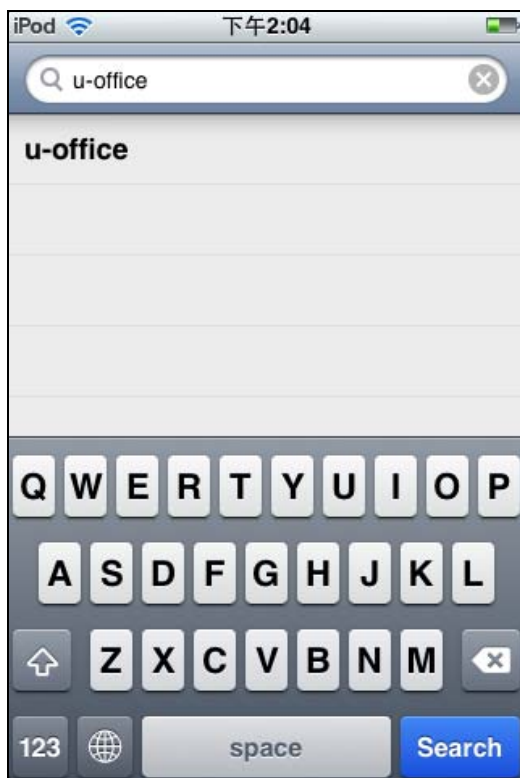 iPod 下午2:04
u-office
u-office
Q W E R T Y U I O P
A S D F G H J K L
Z X C V B N M
123 space Search